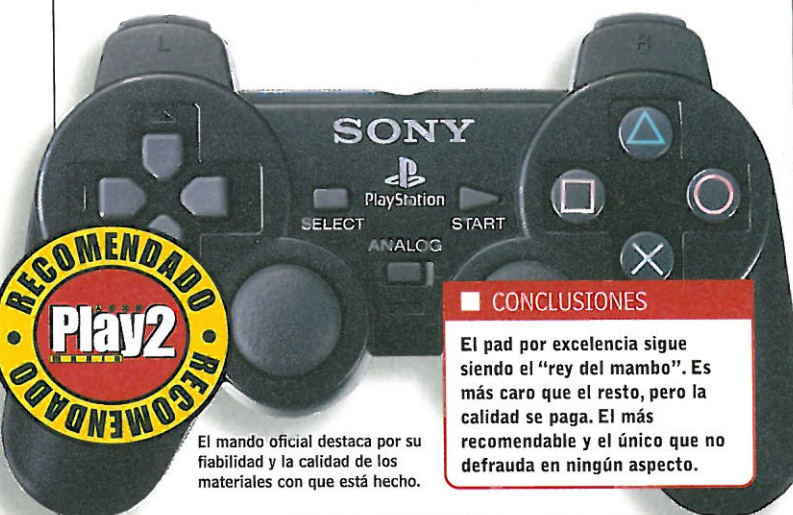 L
R
SONY
PlayStation
SELECT
START
ANALOG
RECOMENDADO
Play2
MANIA
RECOMENDADO
CONCLUSIONES
El pad por excelencia sigue
siendo el “rey del mambo”. Es
más caro que el resto, pero la
calidad se paga. El más
recomendable y el único que no
defrauda en ningún aspecto.
El mando oficial destaca por su
fiabilidad y la calidad de los
materiales con que está hecho.